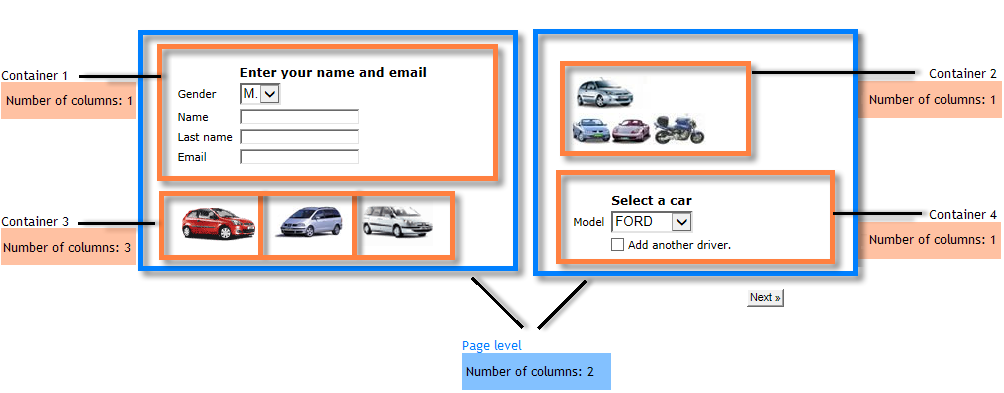 Container 1
Number of columns: 1
Enter your name and email
Gender M.
Name
Last name
Email
Container 3
Number of columns: 3
Container 2
Number of columns: 1
Select a car
Model FORD
Add another driver.
Container 4
Number of columns: 1
Next »
Page level
Number of columns: 2